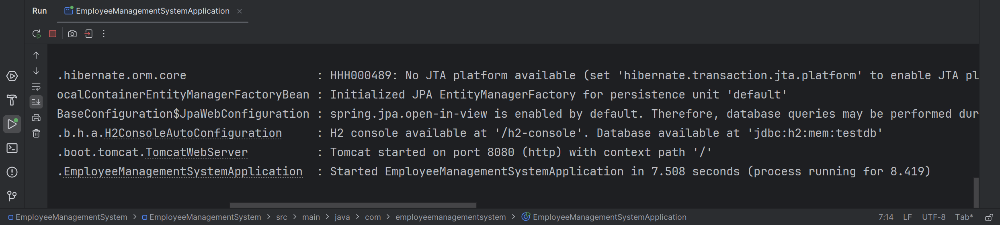 Run EmployeeManagementSystemApplication
.hibernate.orm.core : HHH000489: No JTA platform available (set 'hibernate.transaction.jta.platform' to enable JTA pl
ocalContainerEntityManagerFactoryBean : Initialized JPA EntityManagerFactory for persistence unit 'default'
BaseConfiguration$JpaWebConfiguration : spring.jpa.open-in-view is enabled by default. Therefore, database queries may be performed dur
.b.h.a.H2ConsoleAutoConfiguration : H2 console available at '/h2-console'. Database available at 'jdbc:h2:mem:testdb'
.boot.tomcat.TomcatWebServer : Tomcat started on port 8080 (http) with context path '/'
.EmployeeManagementSystemApplication : Started EmployeeManagementSystemApplication in 7.508 seconds (process running for 8.419)
EmployeeManagementSystem > EmployeeManagementSystem > src > main > java > com > employeemanagementsystem > EmployeeManagementSystemApplication 7:14 LF UTF-8 Tab*